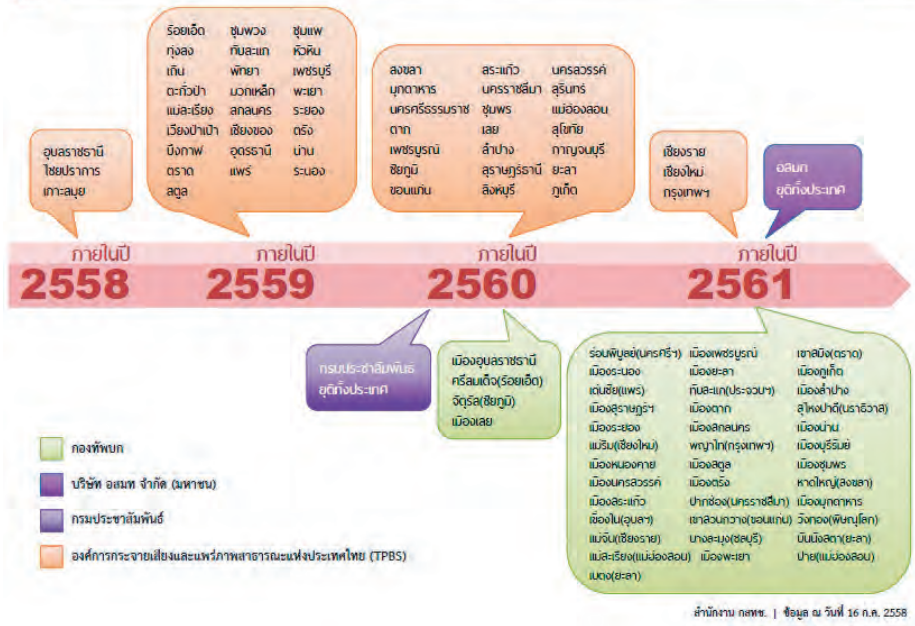 ร้อยเอ็ด ชุมพวง ชุมแพ
ทุ่งสง ทับสะแก หัวหิน
เถิน พัทยา เพชรบุรี
ตะกั่วป่า มวกเหล็ก พะเยา
แม่สะเรียง สกลนคร ระยอง
เวียงป่าเป้า เชียงของ ตรัง
บึงกาฬ อุดรธานี น่าน
ตราด แพร่ ระนอง
สตูล
สงขลา สระแก้ว นครสวรรค์
มุกดาหาร นครราชสีมา สุรินทร์
นครศรีธรรมราช ชุมพร แม่ฮ่องสอน
ตาก เลย สุโขทัย
เพชรบูรณ์ ลำปาง กาญจนบุรี
ชัยภูมิ สุราษฎร์ธานี ยะลา
ขอนแก่น สิงห์บุรี ภูเก็ต
อุบลราชธานี
ไชยปราการ
เกาะสมุย
เชียงราย
เชียงใหม่
กรุงเทพฯ
อสมท
ยุติทั้งประเทศ
ภายในปี ภายในปี ภายในปี ภายในปี
2558 2559 2560 2561
กรมประชาสัมพันธ์
ยุติทั้งประเทศ
เมืองอุบลราชธานี
ศรีสมเด็จ(ร้อยเอ็ด)
จัตุรัส(ชัยภูมิ)
เมืองเลย
ร่อนพิบูลย์(นครศรีฯ) เมืองเพชรบูรณ์ เขาสมิง(ตราด)
เมืองระนอง เมืองยะลา เมืองภูเก็ต
เด่นชัย(แพร่) ทับสะแก(ประจวบฯ) เมืองลำปาง
เมืองสุราษฎร์ฯ เมืองตาก สุไหงปาดี(นราธิวาส)
เมืองระยอง เมืองสกลนคร เมืองน่าน
แม่ริม(เชียงใหม่) พญาไท(กรุงเทพฯ) เมืองบุรีรัมย์
เมืองหนองคาย เมืองสตูล เมืองชุมพร
เมืองนครสวรรค์ เมืองตรัง หาดใหญ่(สงขลา)
เมืองสระแก้ว ปากช่อง(นครราชสีมา) เมืองมุกดาหาร
เขื่องใน(อุบลฯ) เขาสวนกวาง(ขอนแก่น) วังทอง(พิษณุโลก)
แม่จัน(เชียงราย) บางละมุง(ชลบุรี) บันนังสตา(ยะลา)
แม่สะเรียง(แม่ฮ่องสอน) เมืองพะเยา ปาย(แม่ฮ่องสอน)
เบตง(ยะลา)
กองทัพบก
บริษัท อสมท จำกัด (มหาชน)
กรมประชาสัมพันธ์
องค์การกระจายเสียงและแพร่ภาพสาธารณะแห่งประเทศไทย (TPBS)
สำนักงาน กสทช. | ข้อมูล ณ วันที่ 16 ก.ค. 2558